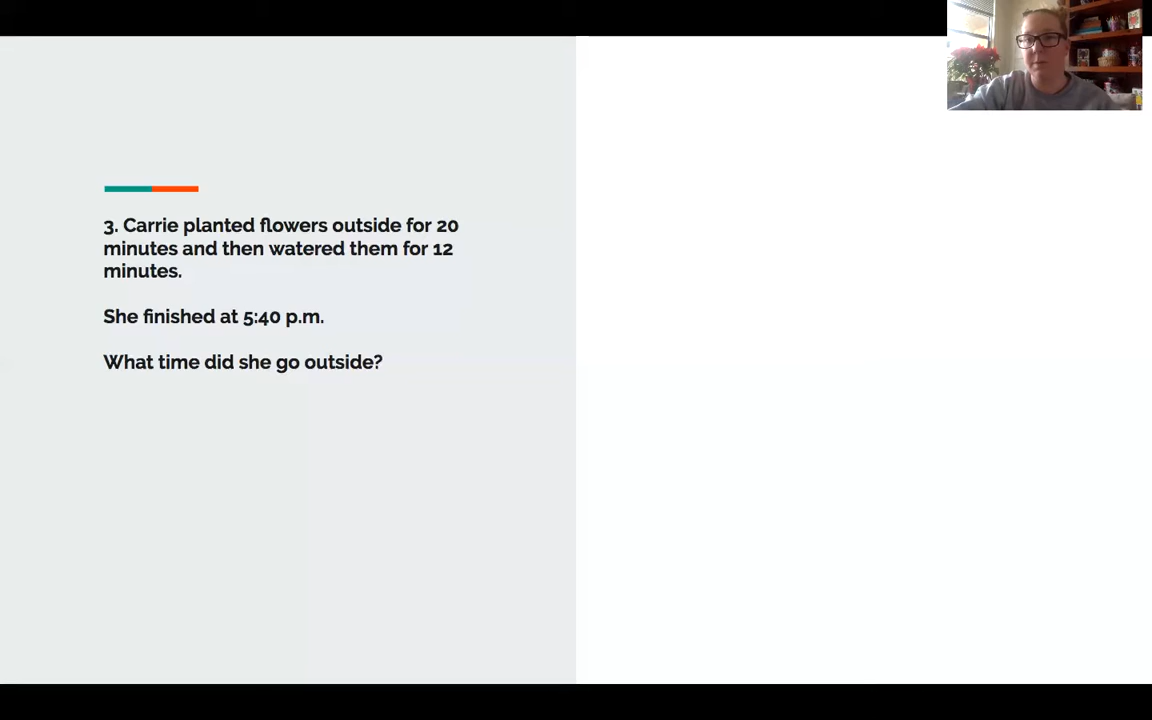 3. Carrie planted flowers outside for 20
minutes and then watered them for 12
minutes.
She finished at 5:40 p.m.
What time did she go outside?